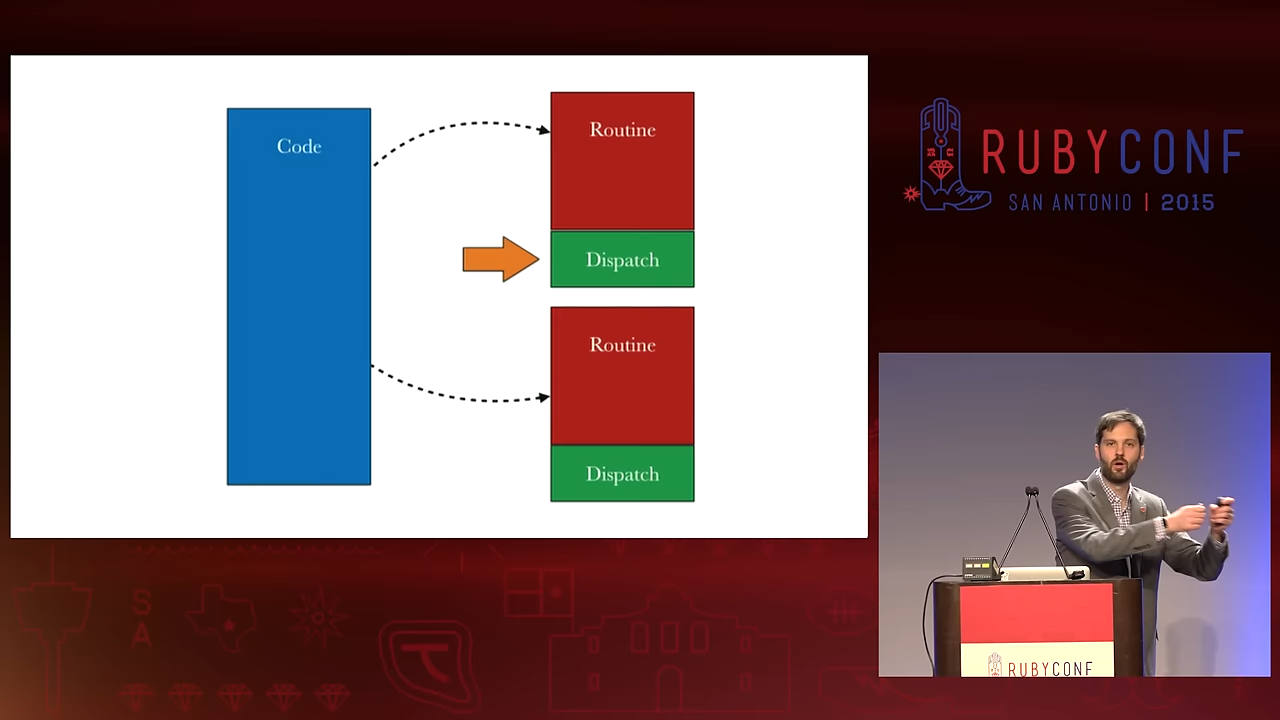 Code
Routine
Dispatch
Routine
Dispatch
RUBYCONF
SAN ANTONIO | 2015
RUBYCONF
S
A